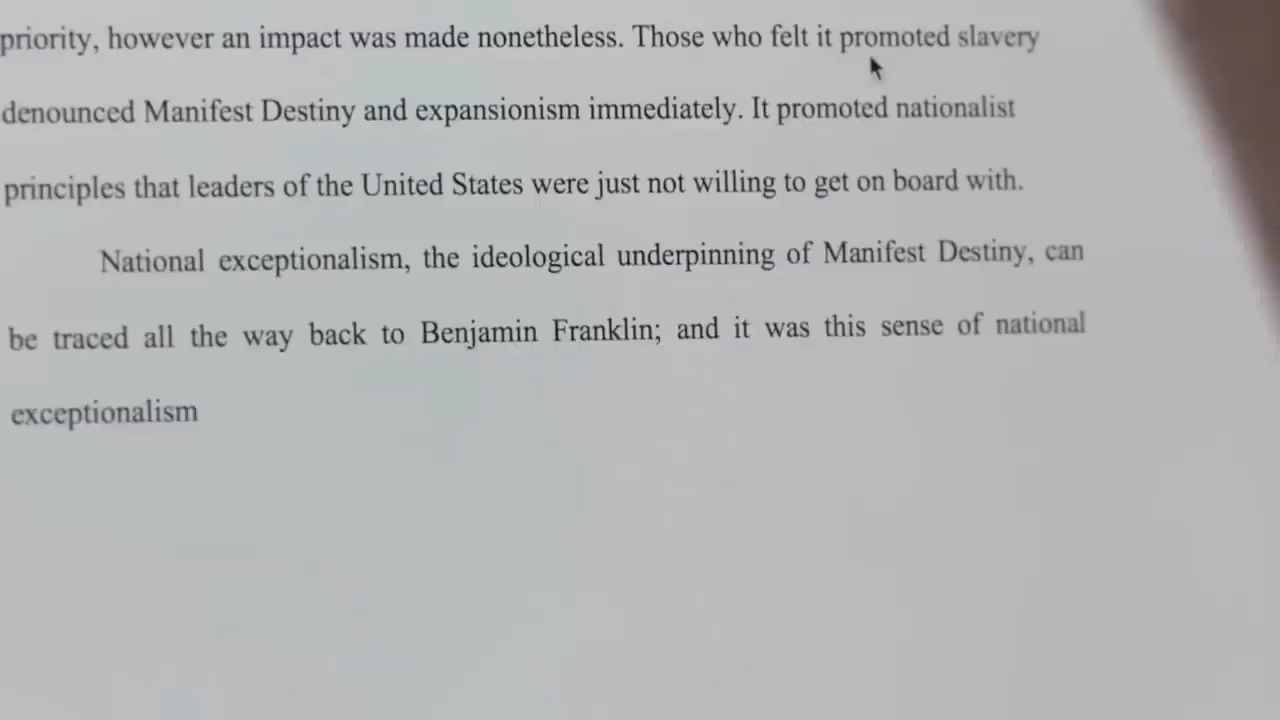 priority, however an impact was made nonetheless. Those who felt it promoted slavery
denounced Manifest Destiny and expansionism immediately. It promoted nationalist
principles that leaders of the United States were just not willing to get on board with.
National exceptionalism, the ideological underpinning of Manifest Destiny, can
be traced all the way back to Benjamin Franklin; and it was this sense of national
exceptionalism